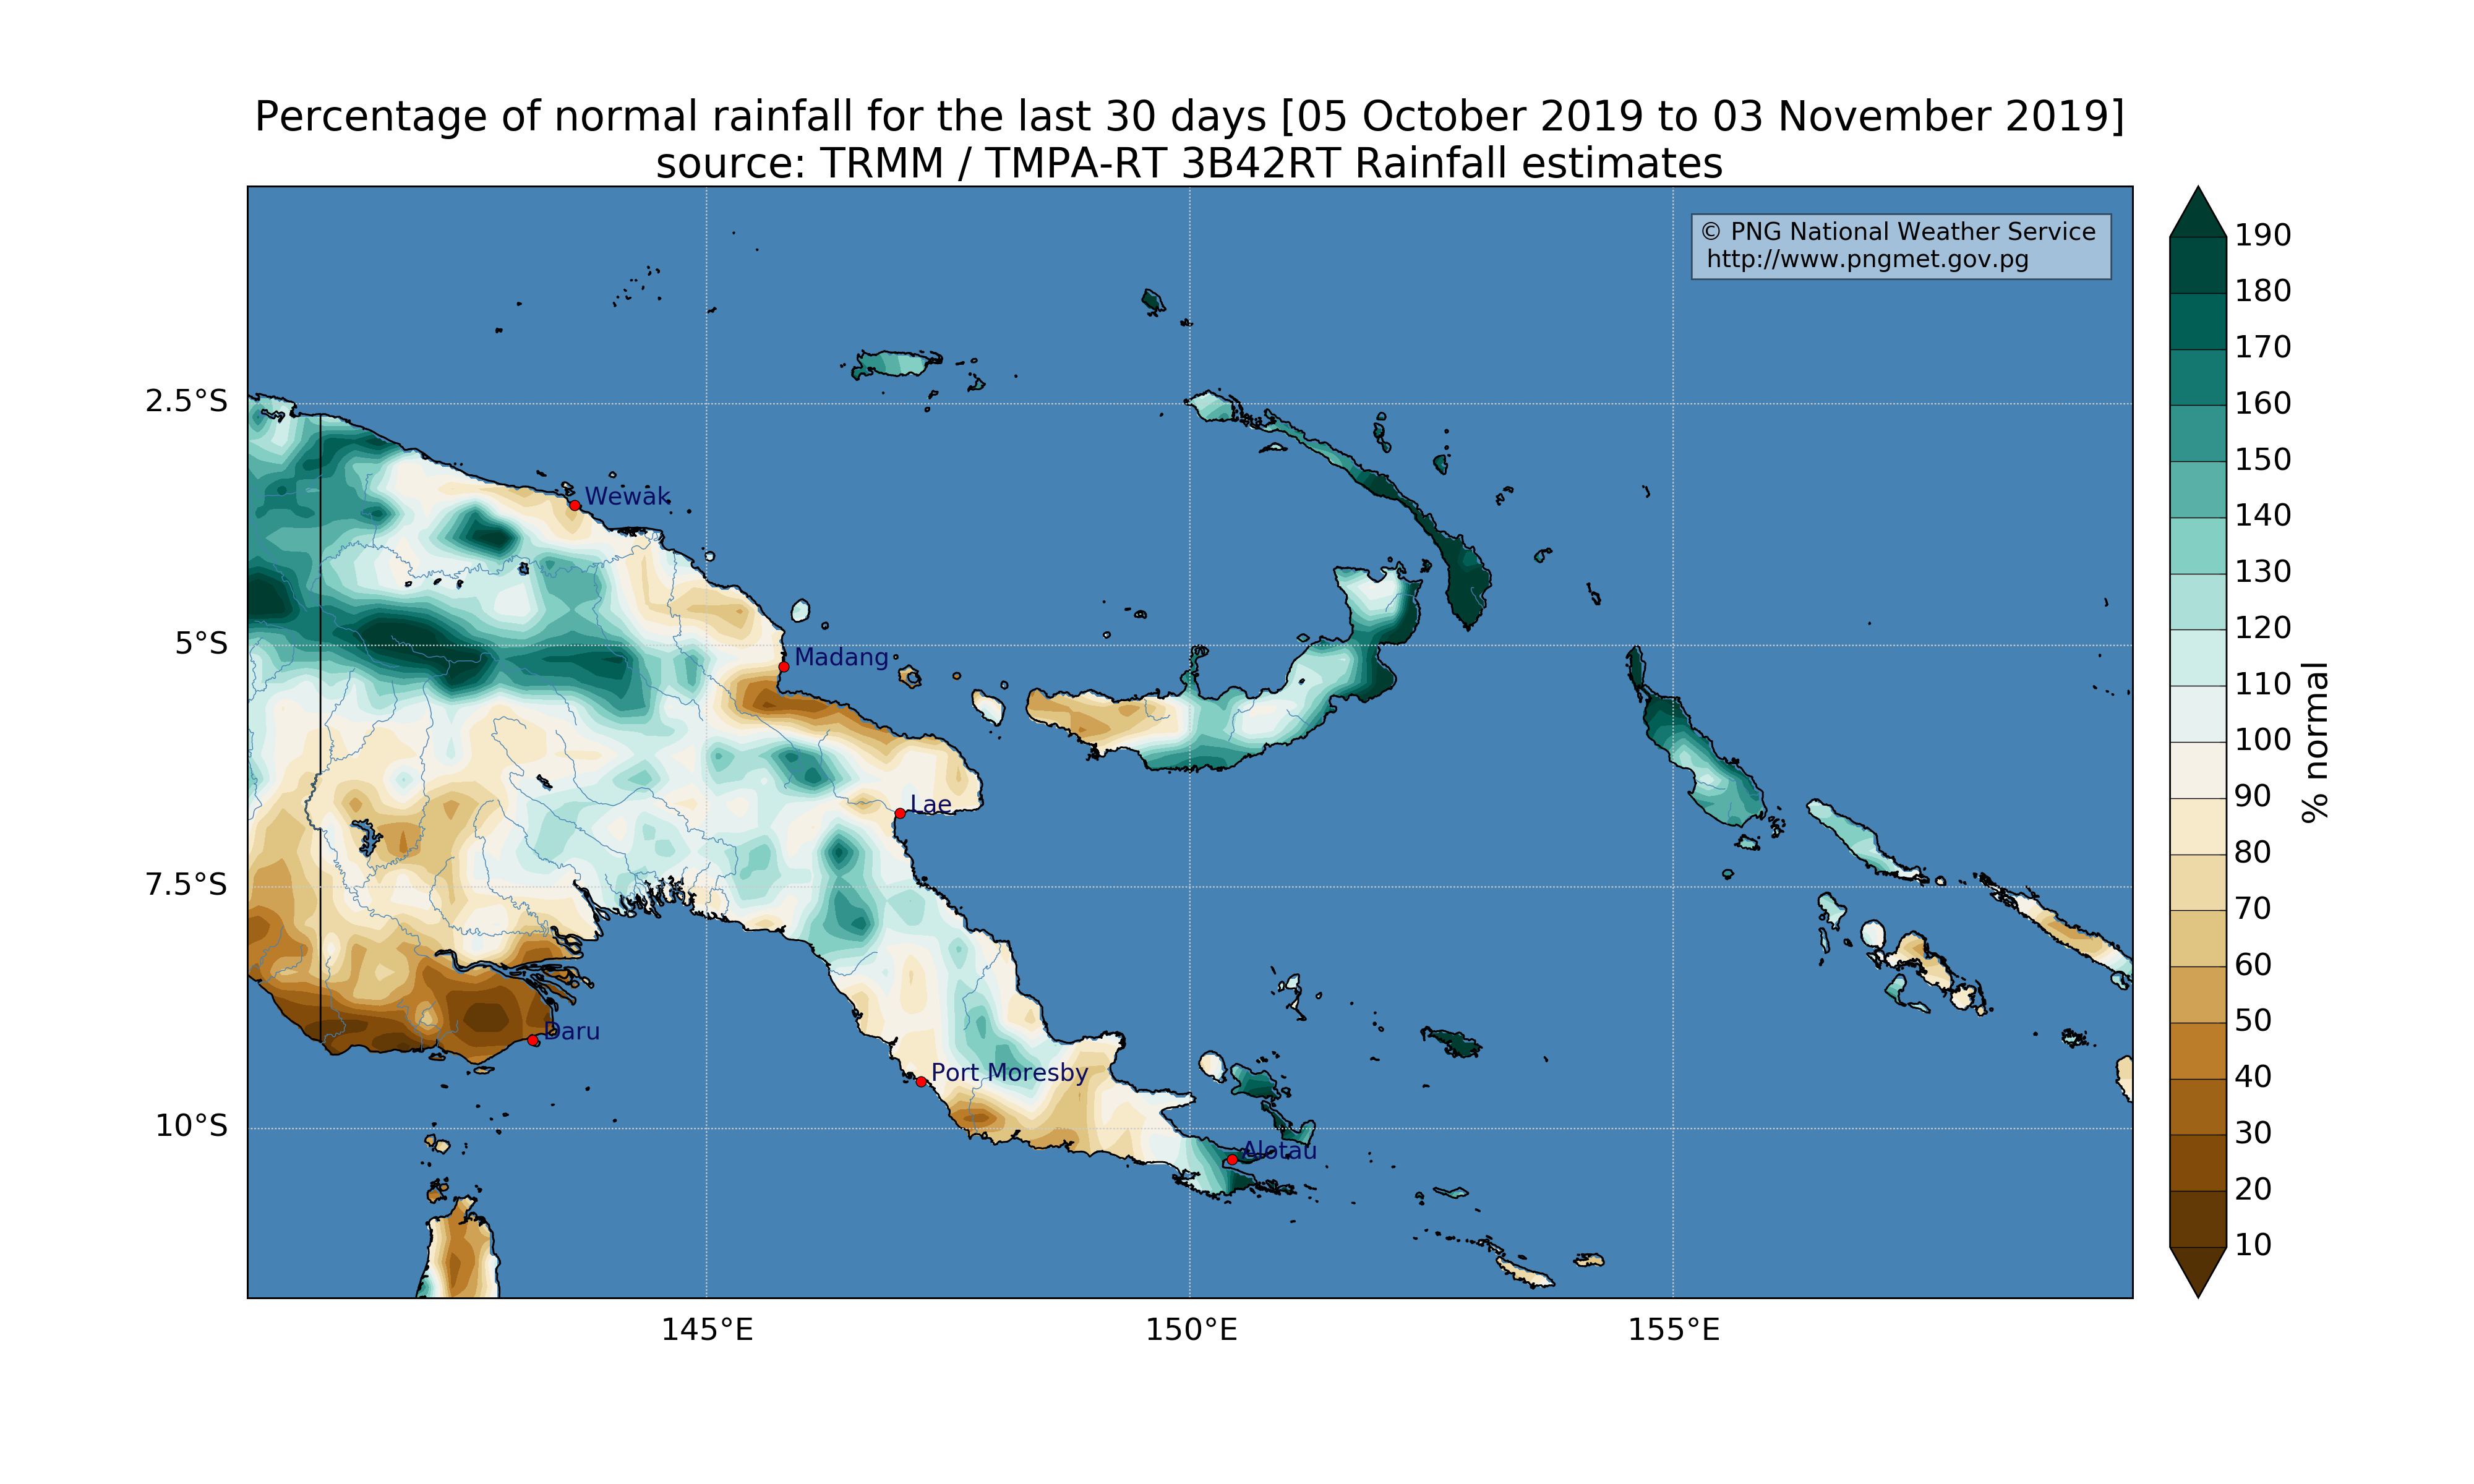 Percentage of normal rainfall for the last 30 days [05 October 2019 to 03 November 2019]
source: TRMM / TMPA-RT 3B42RT Rainfall estimates
© PNG National Weather Service
http://www.pngmet.gov.pg
2.5°S
5°S
7.5°S
10°S
145°E
150°E
155°E
Wewak
Madang
Lae
Daru
Port Moresby
Alotau
190
180
170
160
150
140
130
120
110
100
90
80
70
60
50
40
30
20
10
% normal